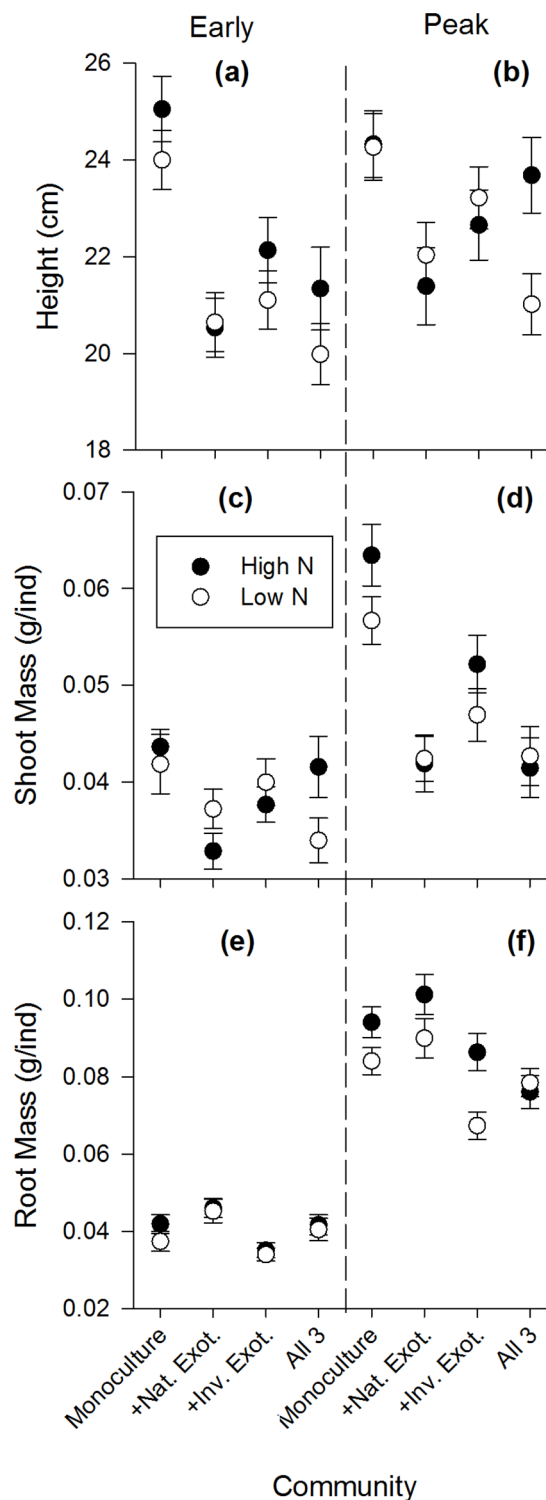 Early Peak
(a) (b)
26
24
22
20
18
Height (cm)
(c) (d)
0.07
0.06
0.05
0.04
0.03
Shoot Mass (g/ind)
High N
Low N
(e) (f)
0.12
0.10
0.08
0.06
0.04
0.02
Root Mass (g/ind)
Monoculture
+Nat. Exot.
+Inv. Exot.
All 3
Monoculture
+Nat. Exot.
+Inv. Exot.
All 3
Community